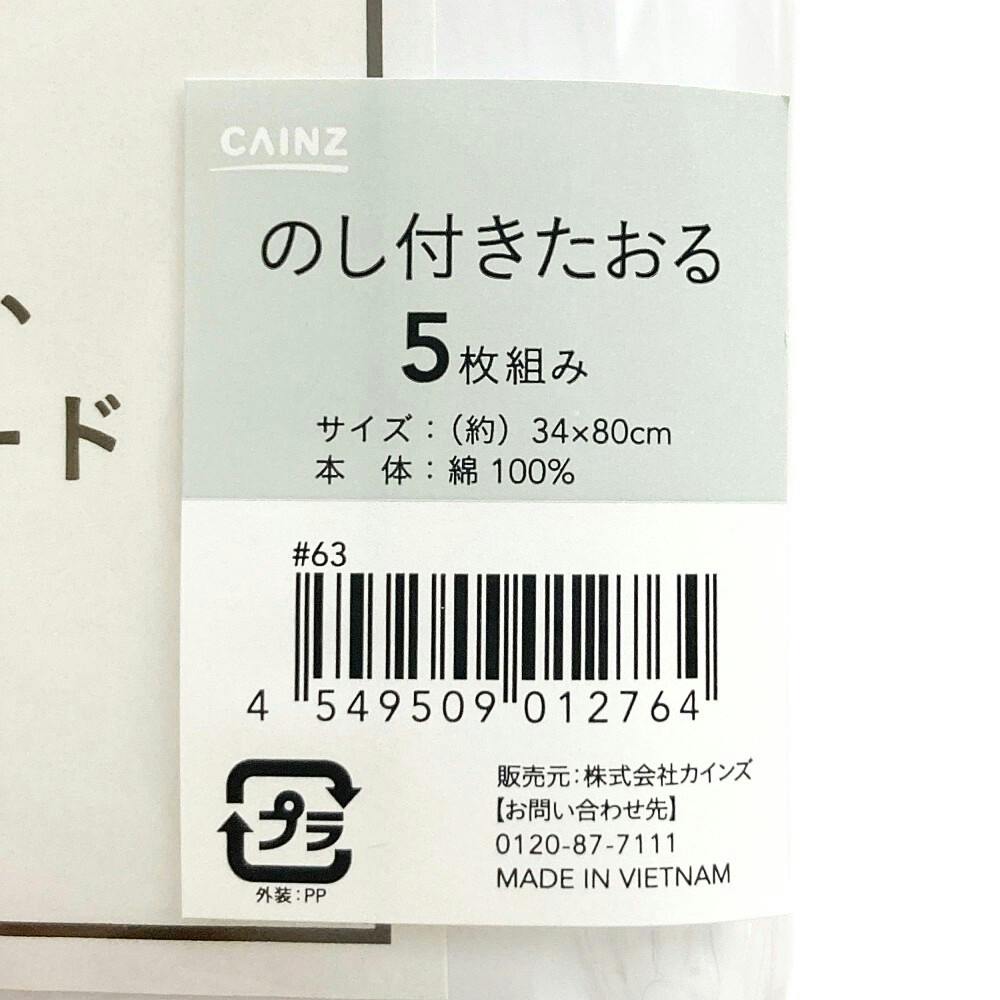 CAINZ
のし付きたおる
5枚組み
サイズ：（約）34×80cm
本　体：綿 100%
#63
4 549509 012764
プラ
外装：PP
販売元：株式会社カインズ
【お問い合わせ先】
0120-87-7111
MADE IN VIETNAM
ード